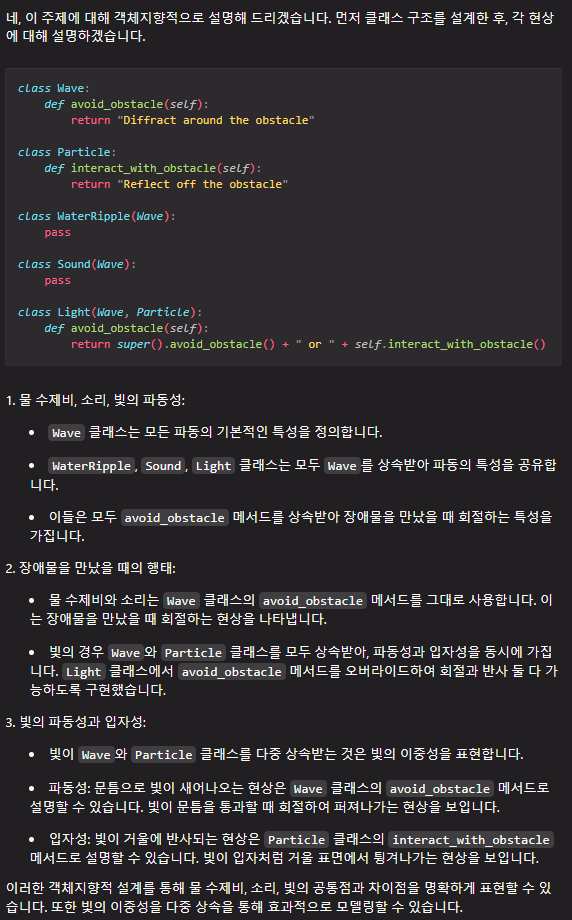 네, 이 주제에 대해 객체지향적으로 설명해 드리겠습니다. 먼저 클래스 구조를 설계한 후, 각 현상
에 대해 설명하겠습니다.
class Wave:
    def avoid_obstacle(self):
        return "Diffract around the obstacle"
class Particle:
    def interact_with_obstacle(self):
        return "Reflect off the obstacle"
class WaterRipple(Wave):
    pass
class Sound(Wave):
    pass
class Light(Wave, Particle):
    def avoid_obstacle(self):
        return super().avoid_obstacle() + " or " + self.interact_with_obstacle()
1. 물 수제비, 소리, 빛의 파동성:
• Wave 클래스는 모든 파동의 기본적인 특성을 정의합니다.
• WaterRipple, Sound, Light 클래스는 모두 Wave를 상속받아 파동의 특성을 공유합
니다.
• 이들은 모두 avoid_obstacle 메서드를 상속받아 장애물을 만났을 때 회절하는 특성을
가집니다.
2. 장애물을 만났을 때의 행태:
• 물 수제비와 소리는 Wave 클래스의 avoid_obstacle 메서드를 그대로 사용합니다. 이
는 장애물을 만났을 때 회절하는 현상을 나타냅니다.
• 빛의 경우 Wave와 Particle 클래스를 모두 상속받아, 파동성과 입자성을 동시에 가집
니다. Light 클래스에서 avoid_obstacle 메서드를 오버라이드하여 회절과 반사 둘 다 가
능하도록 구현했습니다.
3. 빛의 파동성과 입자성:
• 빛이 Wave와 Particle 클래스를 다중 상속받는 것은 빛의 이중성을 표현합니다.
• 파동성: 문틈으로 빛이 새어나오는 현상은 Wave 클래스의 avoid_obstacle 메서드로
설명할 수 있습니다. 빛이 문틈을 통과할 때 회절하여 퍼져나가는 현상을 보입니다.
• 입자성: 빛이 거울에 반사되는 현상은 Particle 클래스의 interact_with_obstacle
메서드로 설명할 수 있습니다. 빛이 입자처럼 거울 표면에서 튕겨나가는 현상을 보입니다.
이러한 객체지향적 설계를 통해 물 수제비, 소리, 빛의 공통점과 차이점을 명확하게 표현할 수 있
습니다. 또한 빛의 이중성을 다중 상속을 통해 효과적으로 모델링할 수 있습니다.